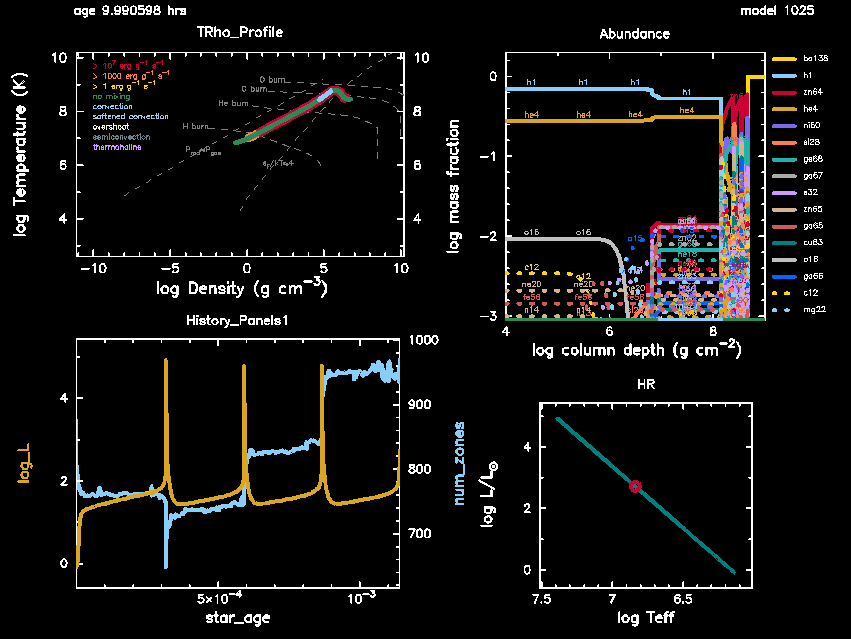 age 9.990598 hrs
model 1025
TRho_Profile
> 10⁷ erg g⁻¹ s⁻¹
> 1000 erg g⁻¹ s⁻¹
> 1 erg g⁻¹ s⁻¹
no mixing
convection
softened convection
overshoot
semiconvection
thermohaline
O burn
C burn
He burn
H burn
10
8
6
4
log Temperature (K)
10
8
6
4
−10
−5
0
5
10
log Density (g cm⁻³)
Abundance
0
−1
−2
−3
log mass fraction
h1
h1
h1
h1
he4
he4
he4
he4
o16
o16
c12
c12
ne20
ne20
ne20
fe56
fe56
fe56
n14
n14
4
6
8
log column depth (g cm⁻²)
ba138
h1
zn64
he4
ni60
si28
ge68
ga67
s32
zn65
ga65
cu63
o16
ga66
c12
mg22
History_Panels1
4
2
0
log_L
1000
900
800
700
num_zones
5×10⁻⁴
10⁻³
star_age
HR
4
2
0
log L/L☉
7.5
7
6.5
log Teff